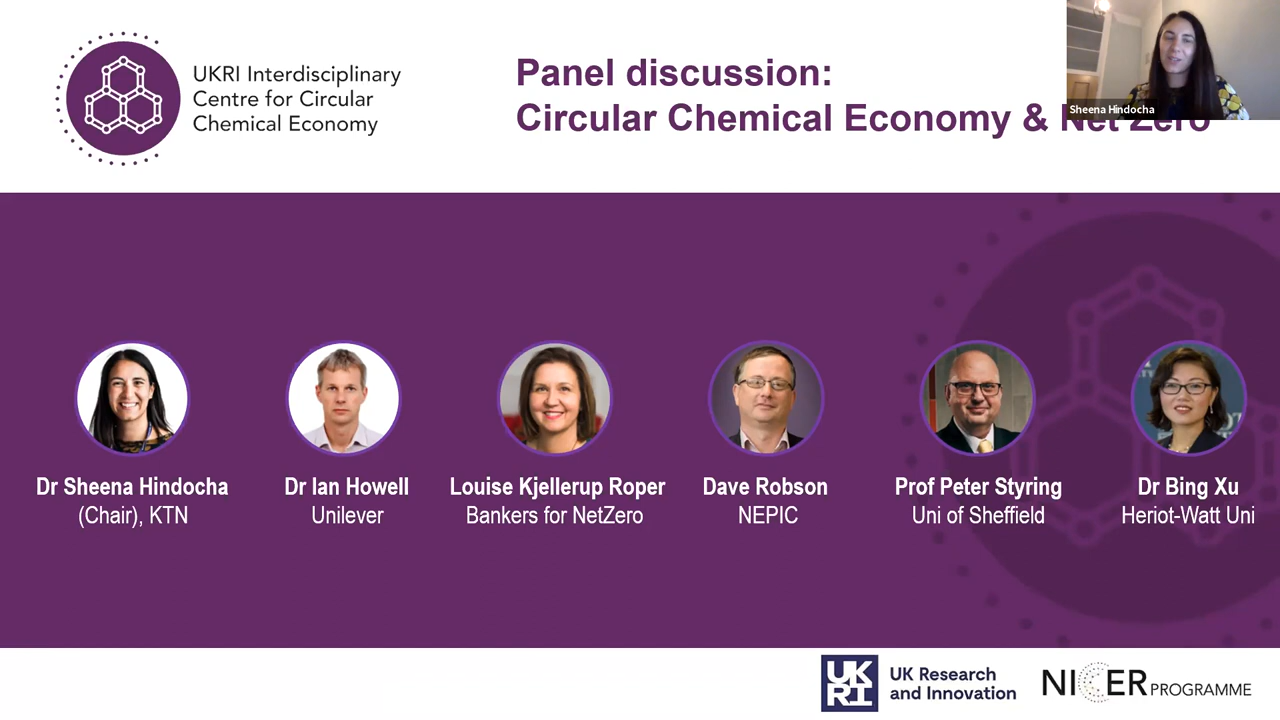 UKRI Interdisciplinary
Centre for Circular
Chemical Economy
Panel discussion:
Circular Chemical Economy & Net Zero
Sheena Hindocha
Dr Sheena Hindocha
(Chair), KTN
Dr Ian Howell
Unilever
Louise Kjellerup Roper
Bankers for NetZero
Dave Robson
NEPIC
Prof Peter Styring
Uni of Sheffield
Dr Bing Xu
Heriot-Watt Uni
UK
RI
UK Research
and Innovation
NICER PROGRAMME